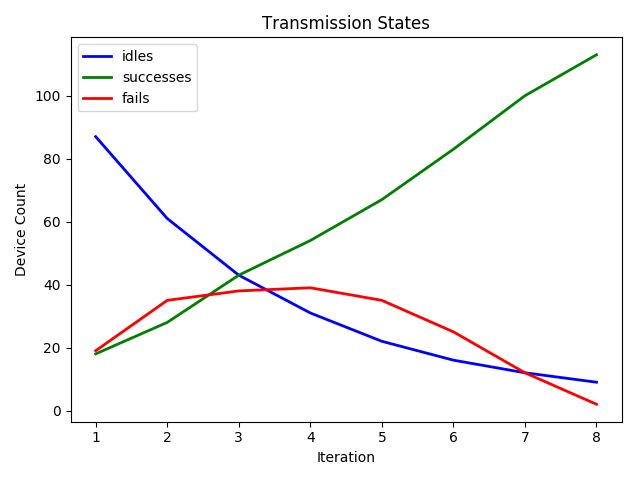 Transmission States
idles
successes
fails
Device Count
100
80
60
40
20
0
1 2 3 4 5 6 7 8
Iteration